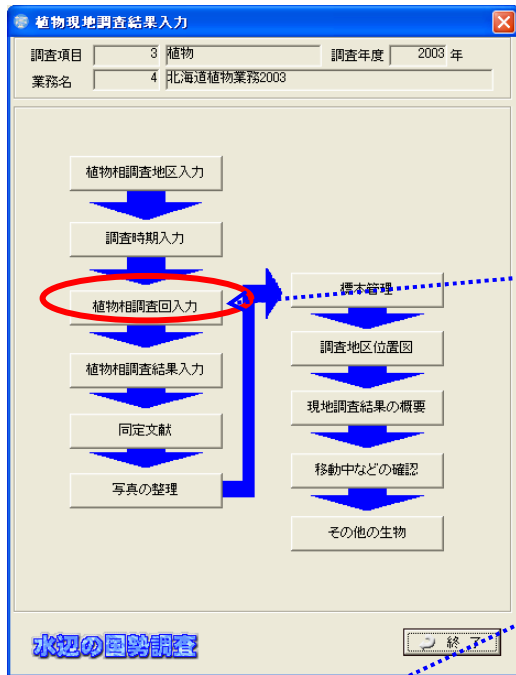 植物現地調査結果入力
調査項目 3 植物 調査年度 2003 年
業務名 4 北海道植物業務2003
植物相調査地区入力
調査時期入力
植物相調査回入力
植物相調査結果入力
同定文献
写真の整理
標本管理
調査地区位置図
現地調査結果の概要
移動中などの確認
その他の生物
水辺の国勢調査
終了